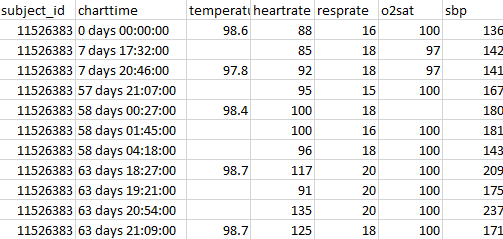 subject_id charttime temperatu heartrate resprate o2sat sbp
11526383 0 days 00:00:00 98.6 88 16 100 136
11526383 7 days 17:32:00 85 18 97 142
11526383 7 days 20:46:00 97.8 92 18 97 141
11526383 57 days 21:07:00 95 15 100 167
11526383 58 days 00:27:00 98.4 100 18 180
11526383 58 days 01:45:00 100 16 100 181
11526383 58 days 04:18:00 96 18 100 143
11526383 63 days 18:27:00 98.7 117 20 100 209
11526383 63 days 19:21:00 91 20 100 175
11526383 63 days 20:54:00 135 20 100 237
11526383 63 days 21:09:00 98.7 125 18 100 171